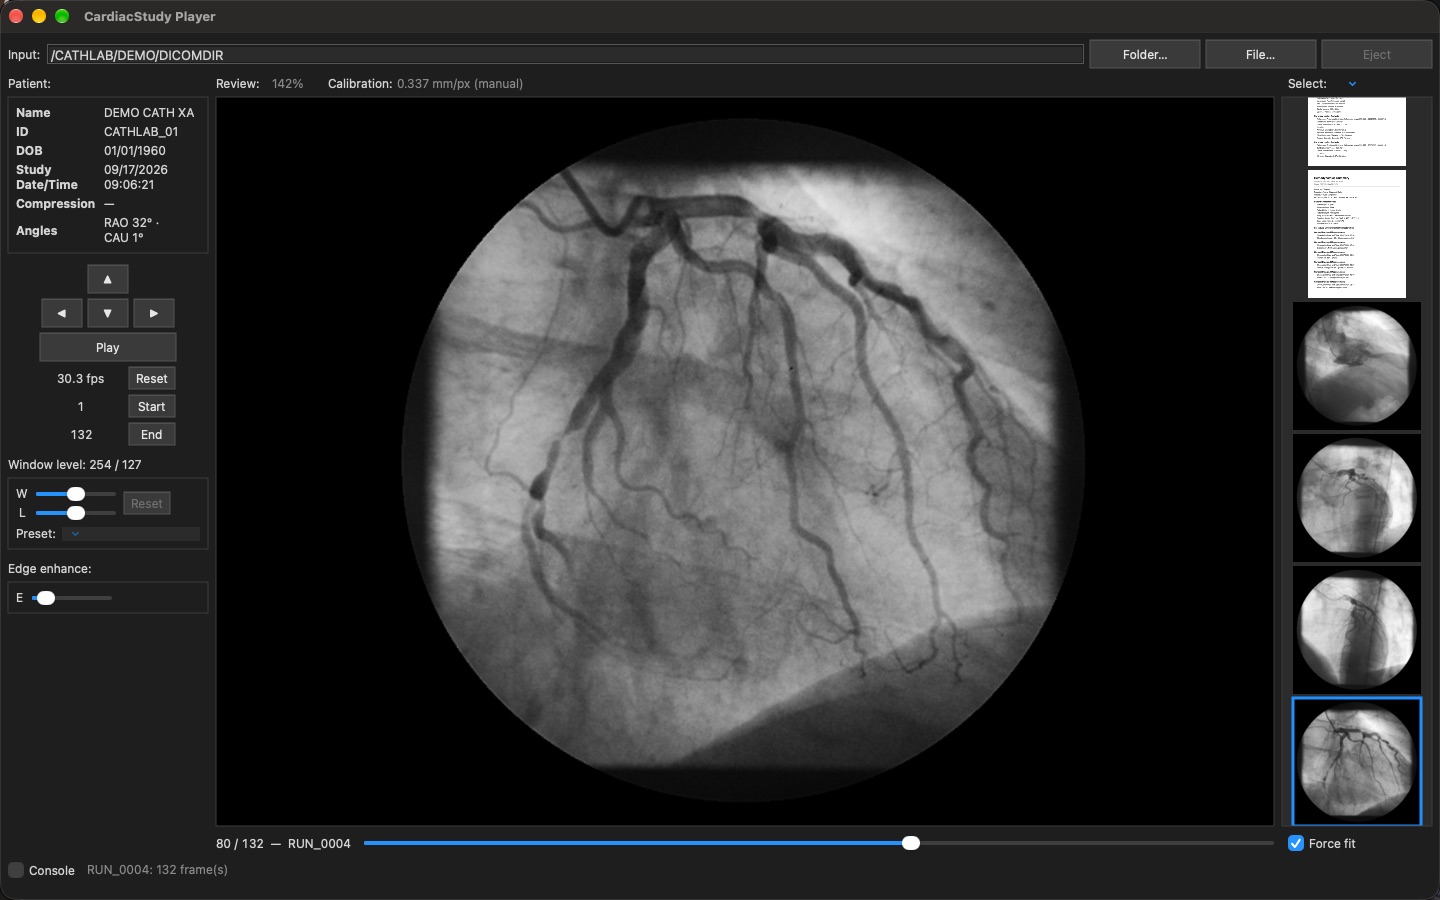 CardiacStudy Player
Input: /CATHLAB/DEMO/DICOMDIR Folder... File... Eject
Patient:
Name DEMO CATH XA
ID CATHLAB_01
DOB 01/01/1960
Study Date/Time 09/17/2026 09:06:21
Compression —
Angles RAO 32° · CAU 1°
Play
30.3 fps Reset
1 Start
132 End
Window level: 254 / 127
W
L
Reset
Preset:
Edge enhance:
E
Review: 142% Calibration: 0.337 mm/px (manual)
80 / 132 — RUN_0004
Select:
Force fit
Console RUN_0004: 132 frame(s)